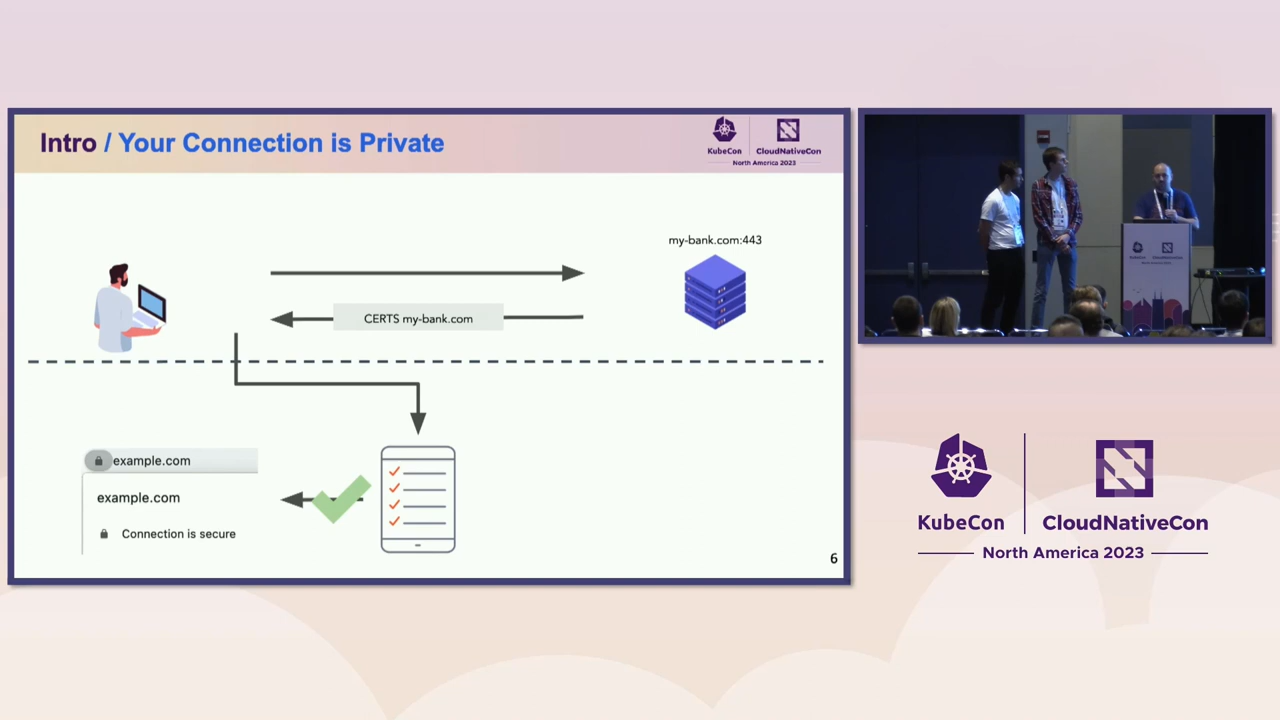 Intro / Your Connection is Private
KubeCon
CloudNativeCon
North America 2023
my-bank.com:443
CERTS my-bank.com
example.com
example.com
Connection is secure
6
KubeCon
CloudNativeCon
North America 2023